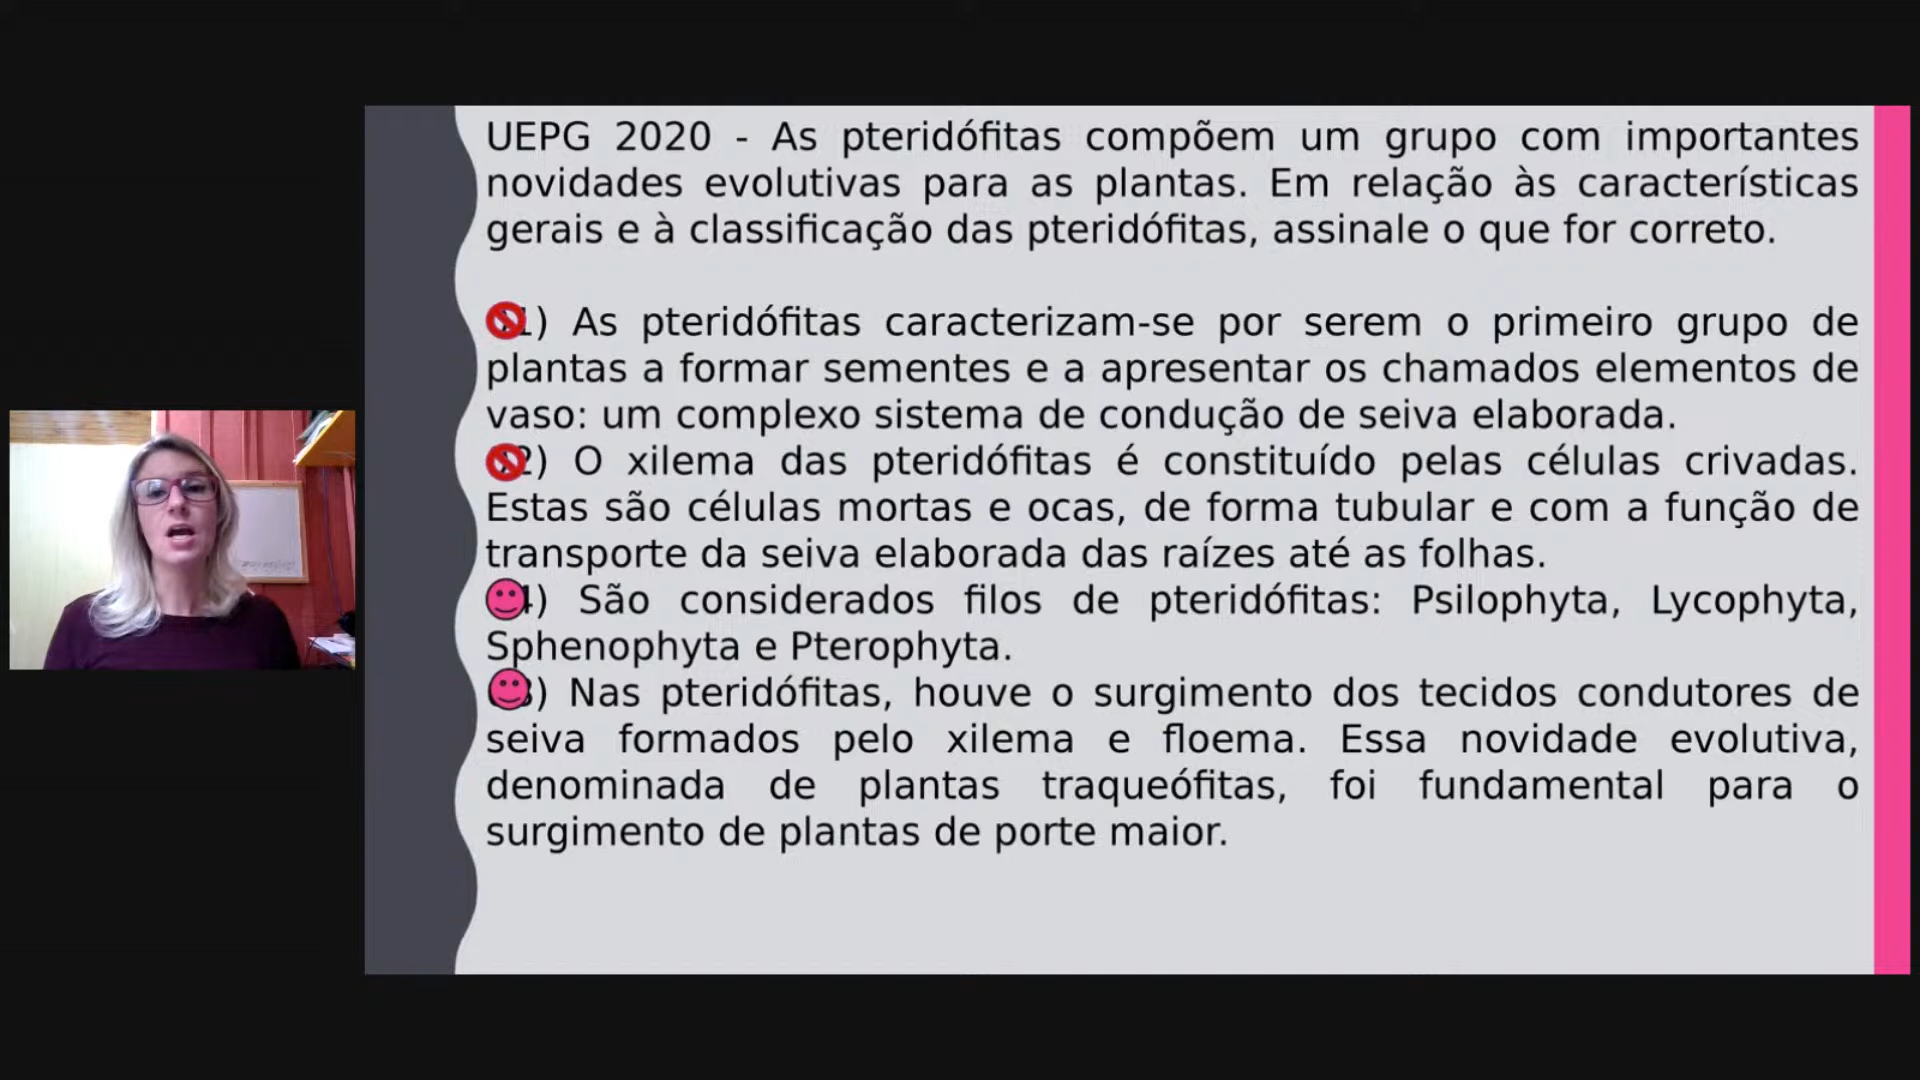 UEPG 2020 - As pteridófitas compõem um grupo com importantes
novidades evolutivas para as plantas. Em relação às características
gerais e à classificação das pteridófitas, assinale o que for correto.
1) As pteridófitas caracterizam-se por serem o primeiro grupo de
plantas a formar sementes e a apresentar os chamados elementos de
vaso: um complexo sistema de condução de seiva elaborada.
2) O xilema das pteridófitas é constituído pelas células crivadas.
Estas são células mortas e ocas, de forma tubular e com a função de
transporte da seiva elaborada das raízes até as folhas.
4) São considerados filos de pteridófitas: Psilophyta, Lycophyta,
Sphenophyta e Pterophyta.
8) Nas pteridófitas, houve o surgimento dos tecidos condutores de
seiva formados pelo xilema e floema. Essa novidade evolutiva,
denominada de plantas traqueófitas, foi fundamental para o
surgimento de plantas de porte maior.